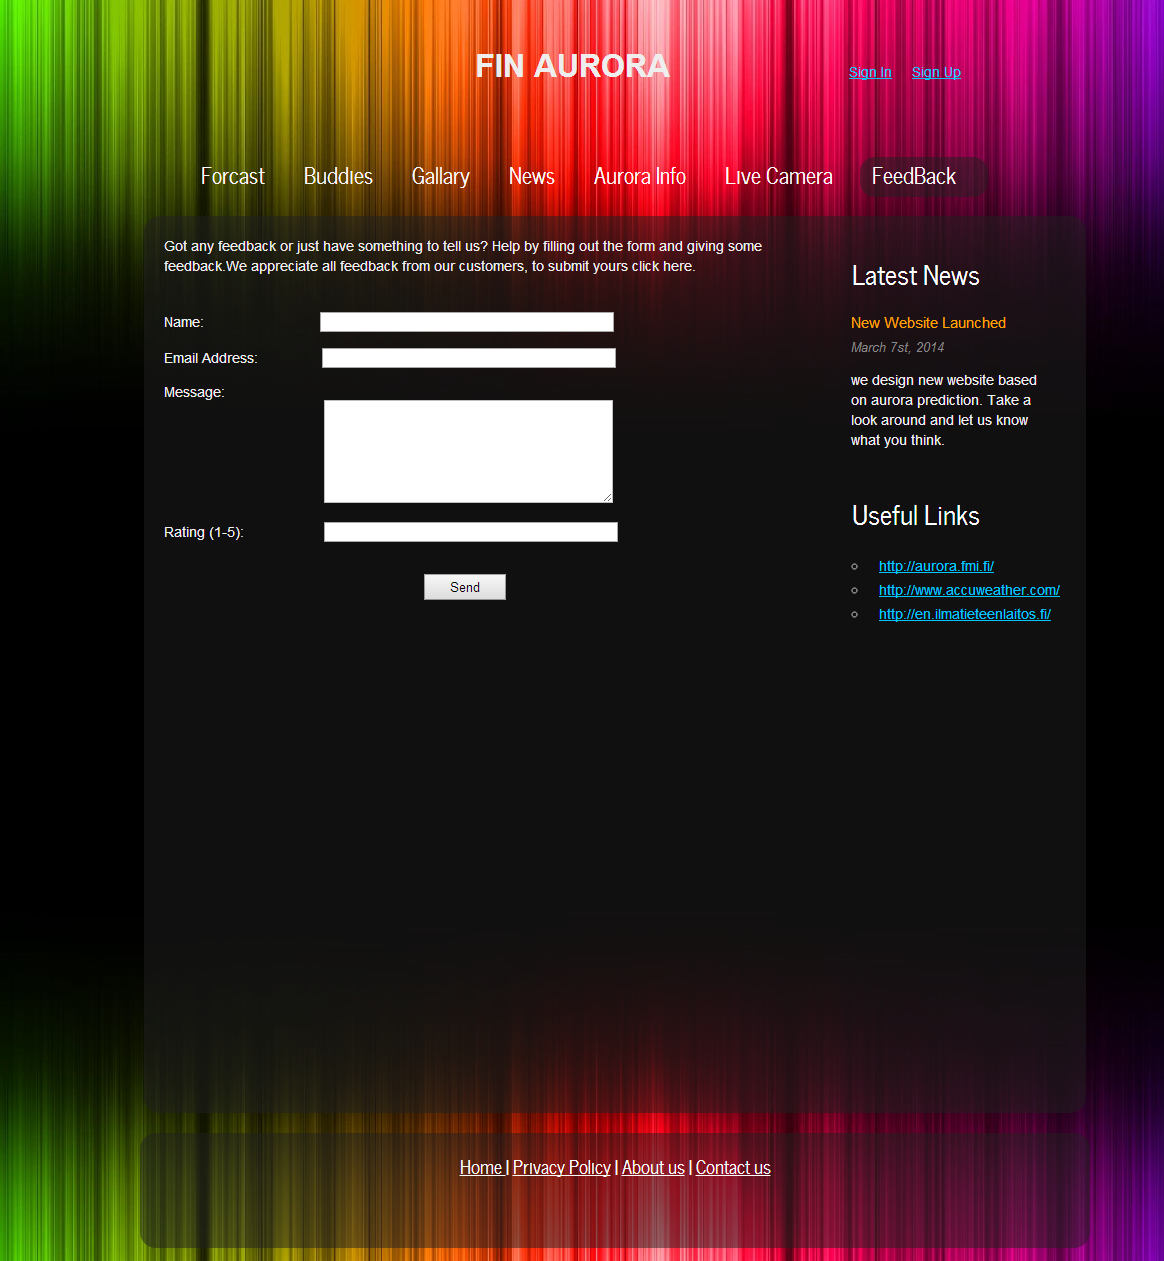 FIN AURORA
Sign In Sign Up
Forcast Buddies Gallary News Aurora Info Live Camera FeedBack
Got any feedback or just have something to tell us? Help by filling out the form and giving some
feedback.We appreciate all feedback from our customers, to submit yours click here.
Name:
Email Address:
Message:
Rating (1-5):
Send
Latest News
New Website Launched
March 7st, 2014
we design new website based
on aurora prediction. Take a
look around and let us know
what you think.
Useful Links
http://aurora.fmi.fi/
http://www.accuweather.com/
http://en.ilmatieteenlaitos.fi/
Home | Privacy Policy | About us | Contact us